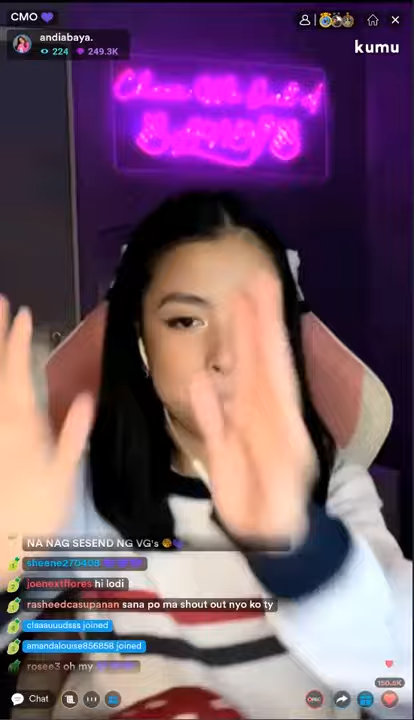 CMO
andiabaya.
224 249.3K
kumu
NA NAG SESEND NG VG's
sheene270408
joenextflores hi lodi
rasheedcasupanan sana po ma shout out nyo ko ty
claaauuudsss joined
amandalouise856858 joined
rosee3 oh my
150.5K
Chat